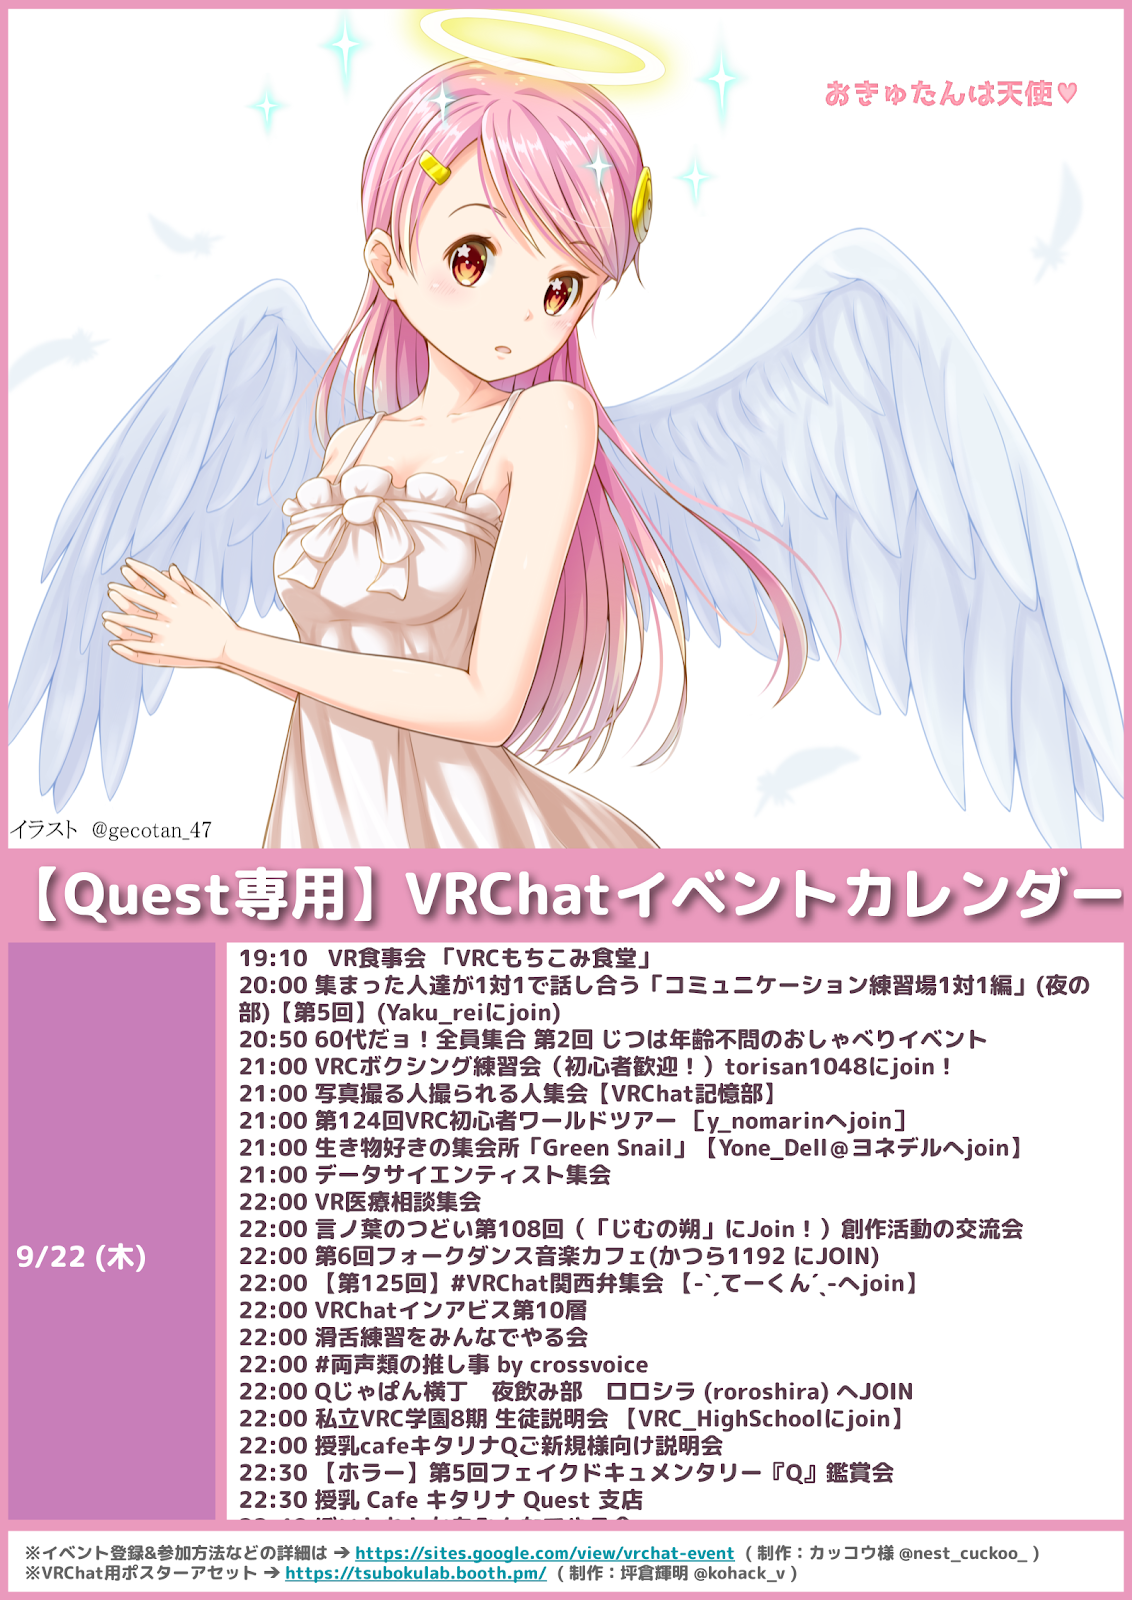 おきゅたんは天使♥
イラスト @gecotan_47
【Quest専用】VRChatイベントカレンダー
9/22 (木)
19:10　VR食事会 「VRCもちこみ食堂」
20:00 集まった人達が1対1で話し合う「コミュニケーション練習場1対1編」(夜の
部)【第5回】(Yaku_reiにjoin)
20:50 60代だョ！全員集合 第2回 じつは年齢不問のおしゃべりイベント
21:00 VRCボクシング練習会（初心者歓迎！）torisan1048にjoin！
21:00 写真撮る人撮られる人集会【VRChat記憶部】
21:00 第124回VRC初心者ワールドツアー ［y_nomarinへjoin］
21:00 生き物好きの集会所「Green Snail」【Yone_Dell＠ヨネデルへjoin】
21:00 データサイエンティスト集会
22:00 VR医療相談集会
22:00 言ノ葉のつどい第108回（「じむの朔」にJoin！）創作活動の交流会
22:00 第6回フォークダンス音楽カフェ(かつら1192 にJOIN)
22:00 【第125回】#VRChat関西弁集会 【-`ˏてーくん´ˎ-へjoin】
22:00 VRChatインアビス第10層
22:00 滑舌練習をみんなでやる会
22:00 #両声類の推し事 by crossvoice
22:00 Qじゃぱん横丁　夜飲み部　ロロシラ (roroshira) へJOIN
22:00 私立VRC学園8期 生徒説明会 【VRC_HighSchoolにjoin】
22:00 授乳cafeキタリナQご新規様向け説明会
22:30 【ホラー】第5回フェイクドキュメンタリー『Q』鑑賞会
22:30 授乳 Cafe キタリナ Quest 支店
※イベント登録&参加方法などの詳細は ➔ https://sites.google.com/view/vrchat-event （制作：カッコウ様 @nest_cuckoo_ ）
※VRChat用ポスターアセット ➔ https://tsubokulab.booth.pm/ （制作：坪倉輝明 @kohack_v ）